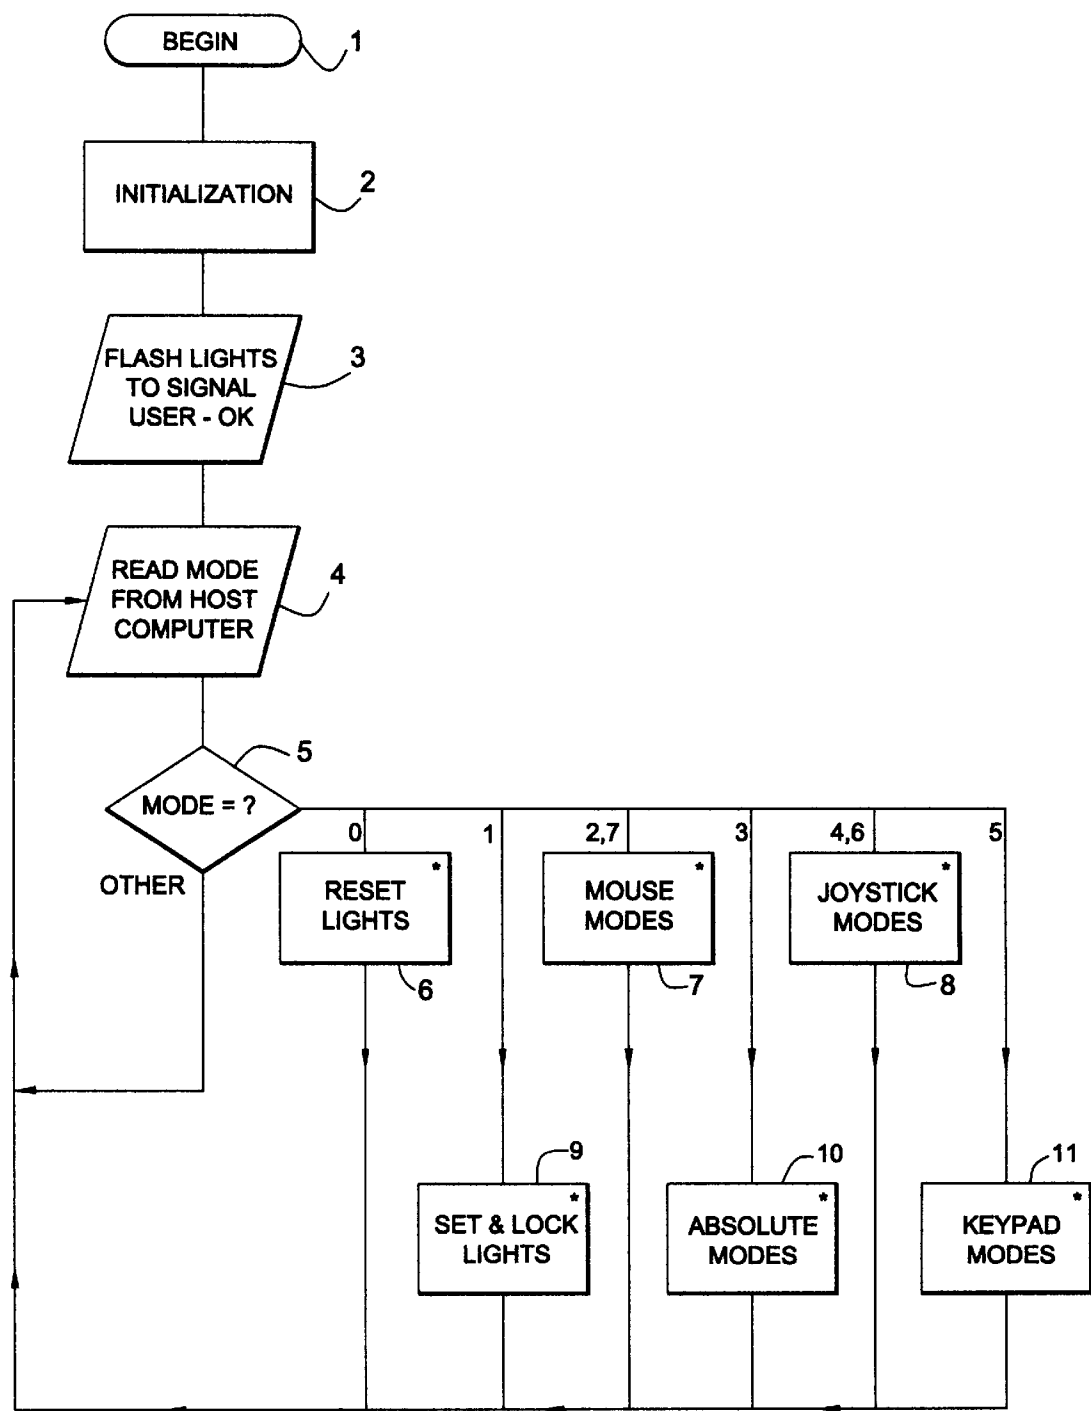 BEGIN
1
INITIALIZATION
2
FLASH LIGHTS
TO SIGNAL
USER - OK
3
READ MODE
FROM HOST
COMPUTER
4
MODE = ?
5
OTHER
0
1
2,7
3
4,6
5
*
RESET
LIGHTS
6
*
MOUSE
MODES
7
*
JOYSTICK
MODES
8
9
*
SET & LOCK
LIGHTS
10
*
ABSOLUTE
MODES
11
*
KEYPAD
MODES